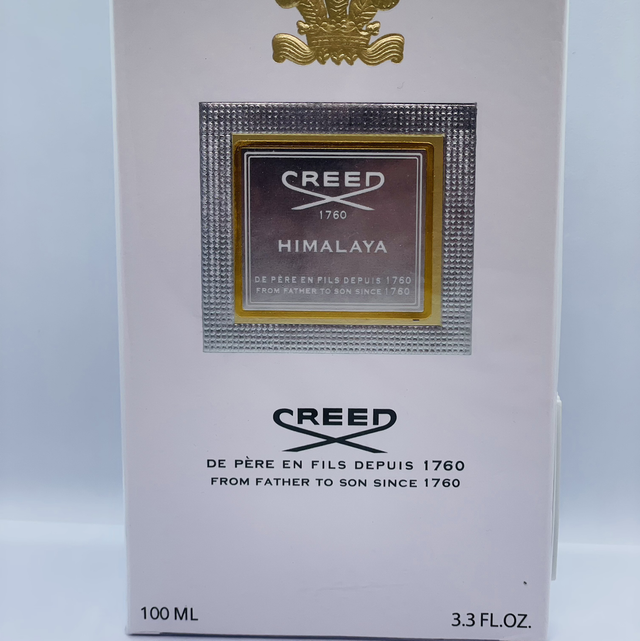 CREED
1760
HIMALAYA
DE PÈRE EN FILS DEPUIS 1760
FROM FATHER TO SON SINCE 1760
CREED
DE PÈRE EN FILS DEPUIS 1760
FROM FATHER TO SON SINCE 1760
100 ML
3.3 FL.OZ.